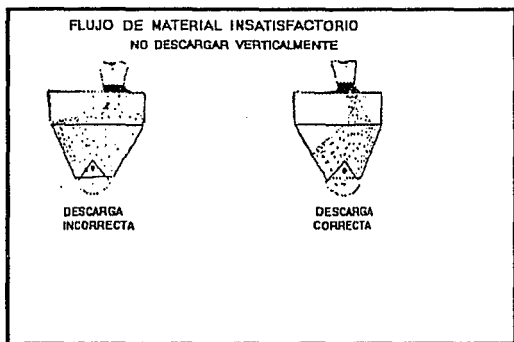 FLUJO DE MATERIAL INSATISFACTORIO
NO DESCARGAR VERTICALMENTE
DESCARGA
INCORRECTA
DESCARGA
CORRECTA